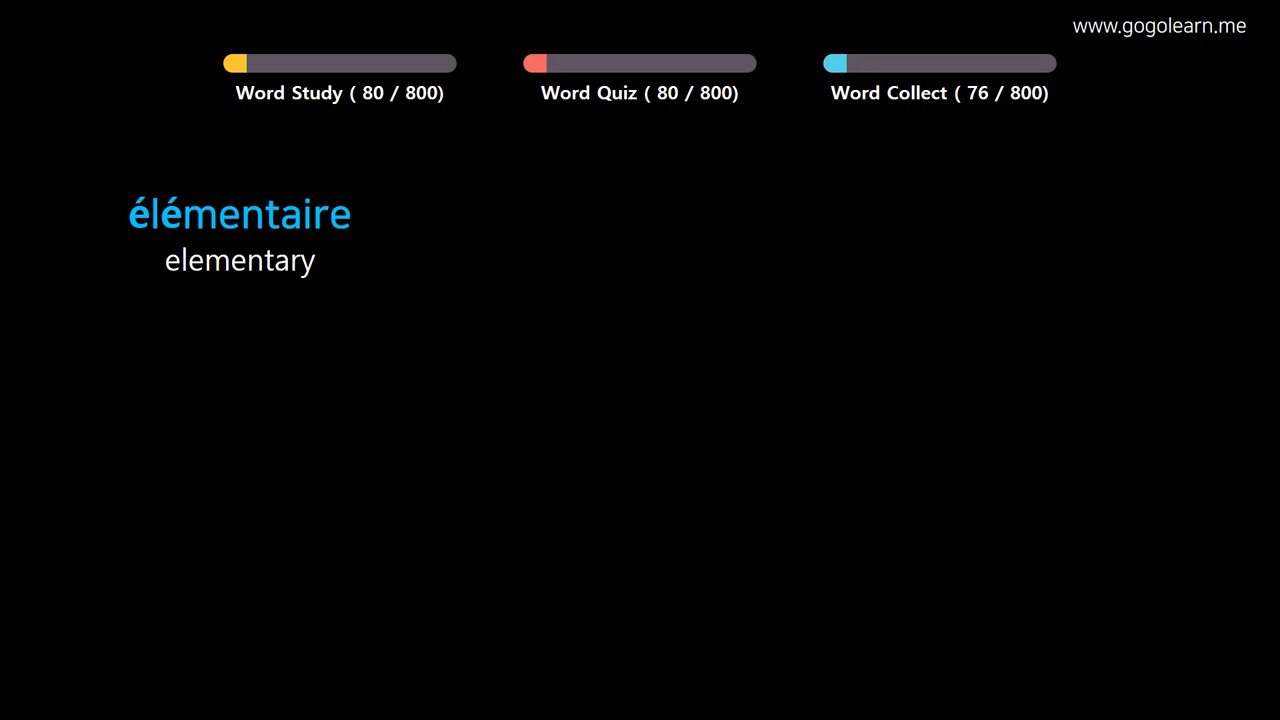 www.gogolearn.me
Word Study ( 80 / 800)
Word Quiz ( 80 / 800)
Word Collect ( 76 / 800)
élémentaire
elementary